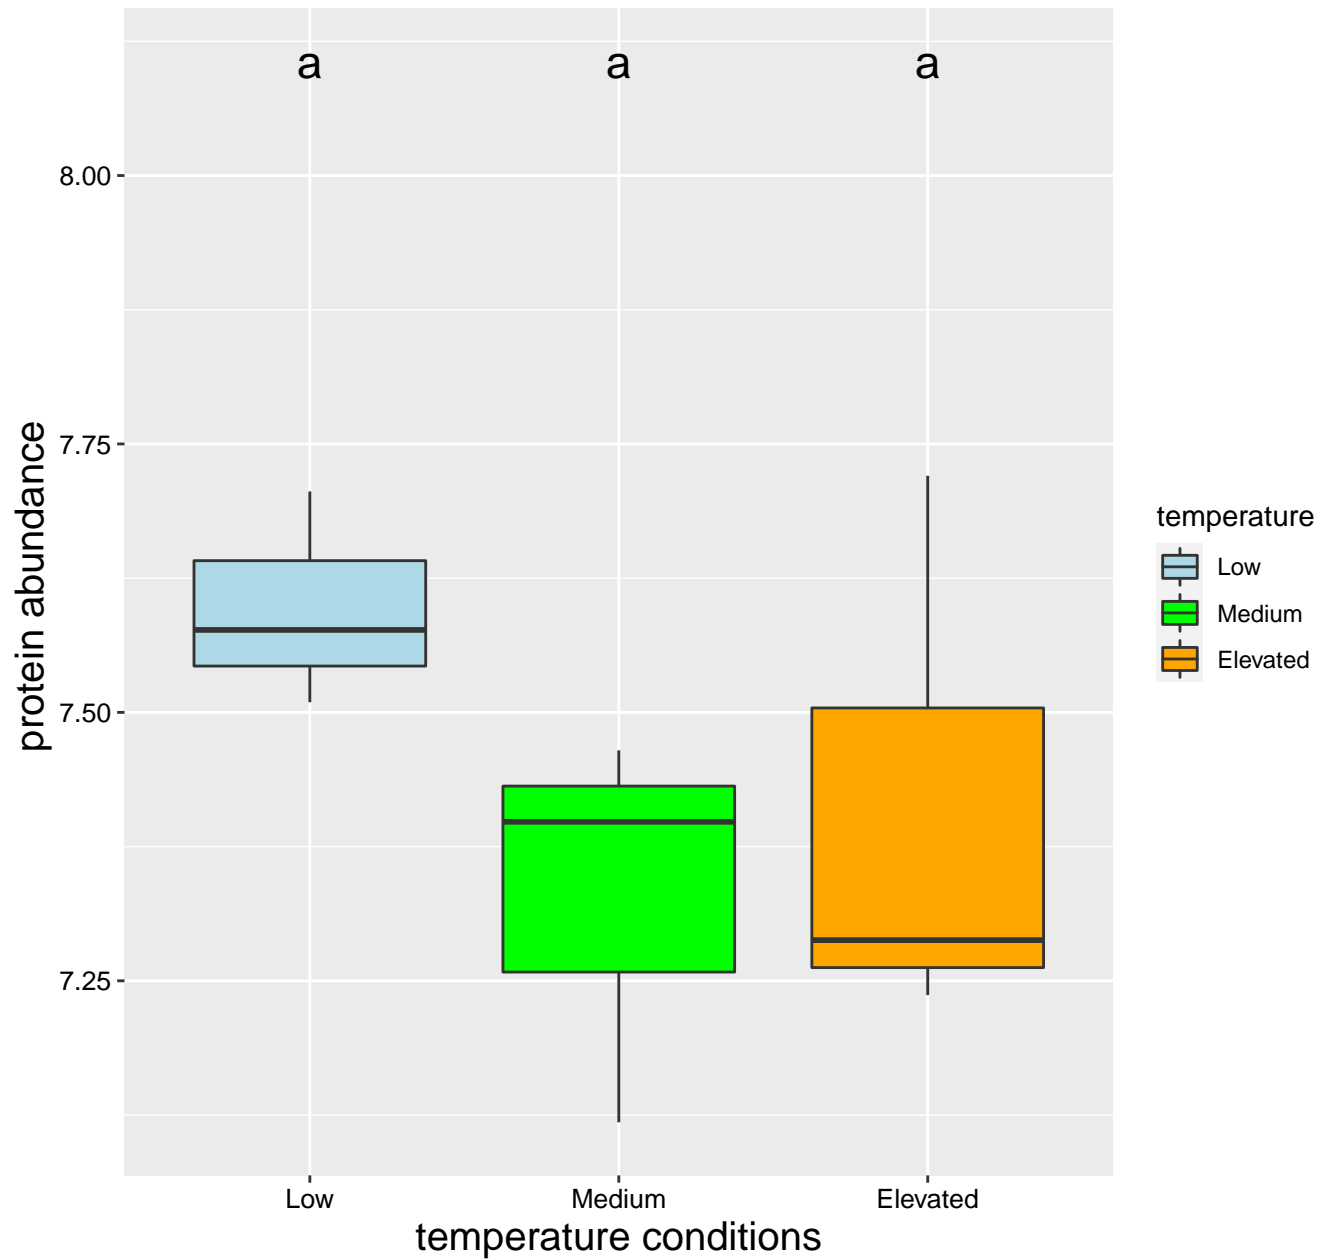 a a a
8.00
7.75
7.50
7.25
protein abundance
Low Medium Elevated
temperature conditions
temperature
Low
Medium
Elevated